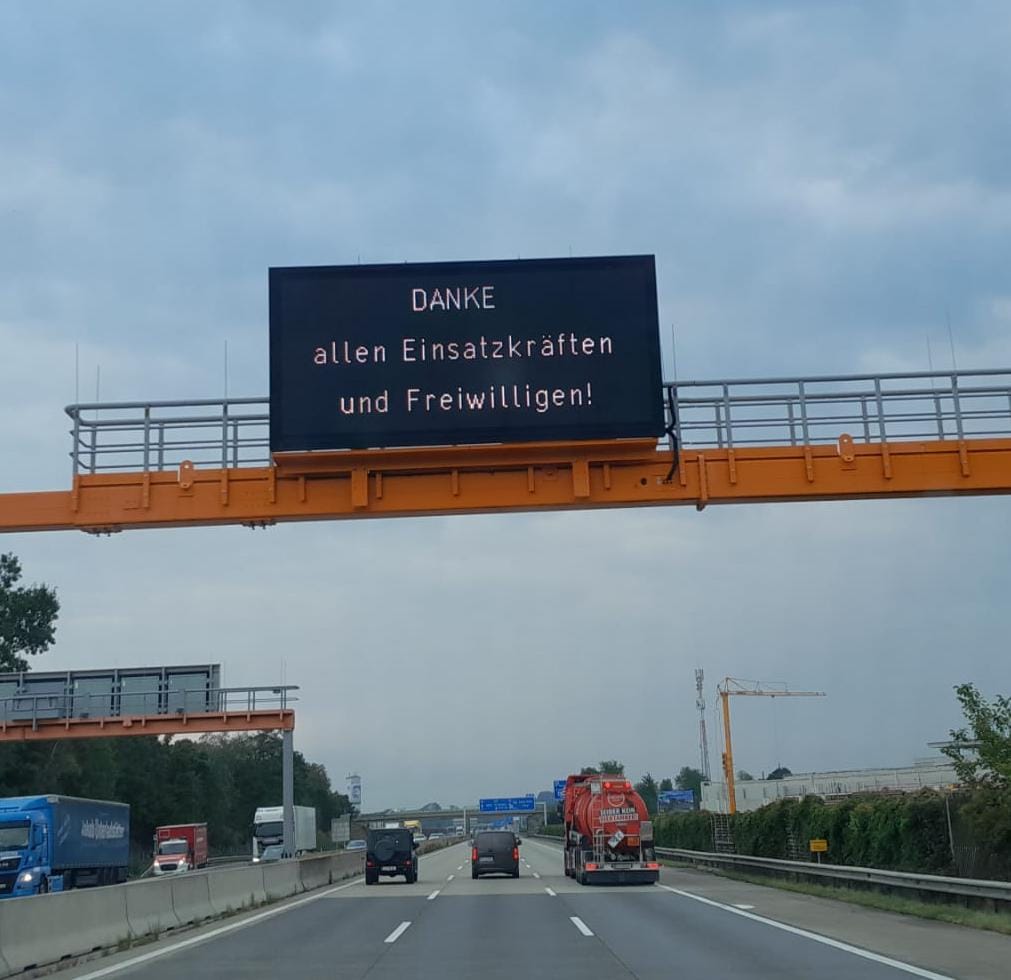 DANKE
allen Einsatzkräften
und Freiwilligen!